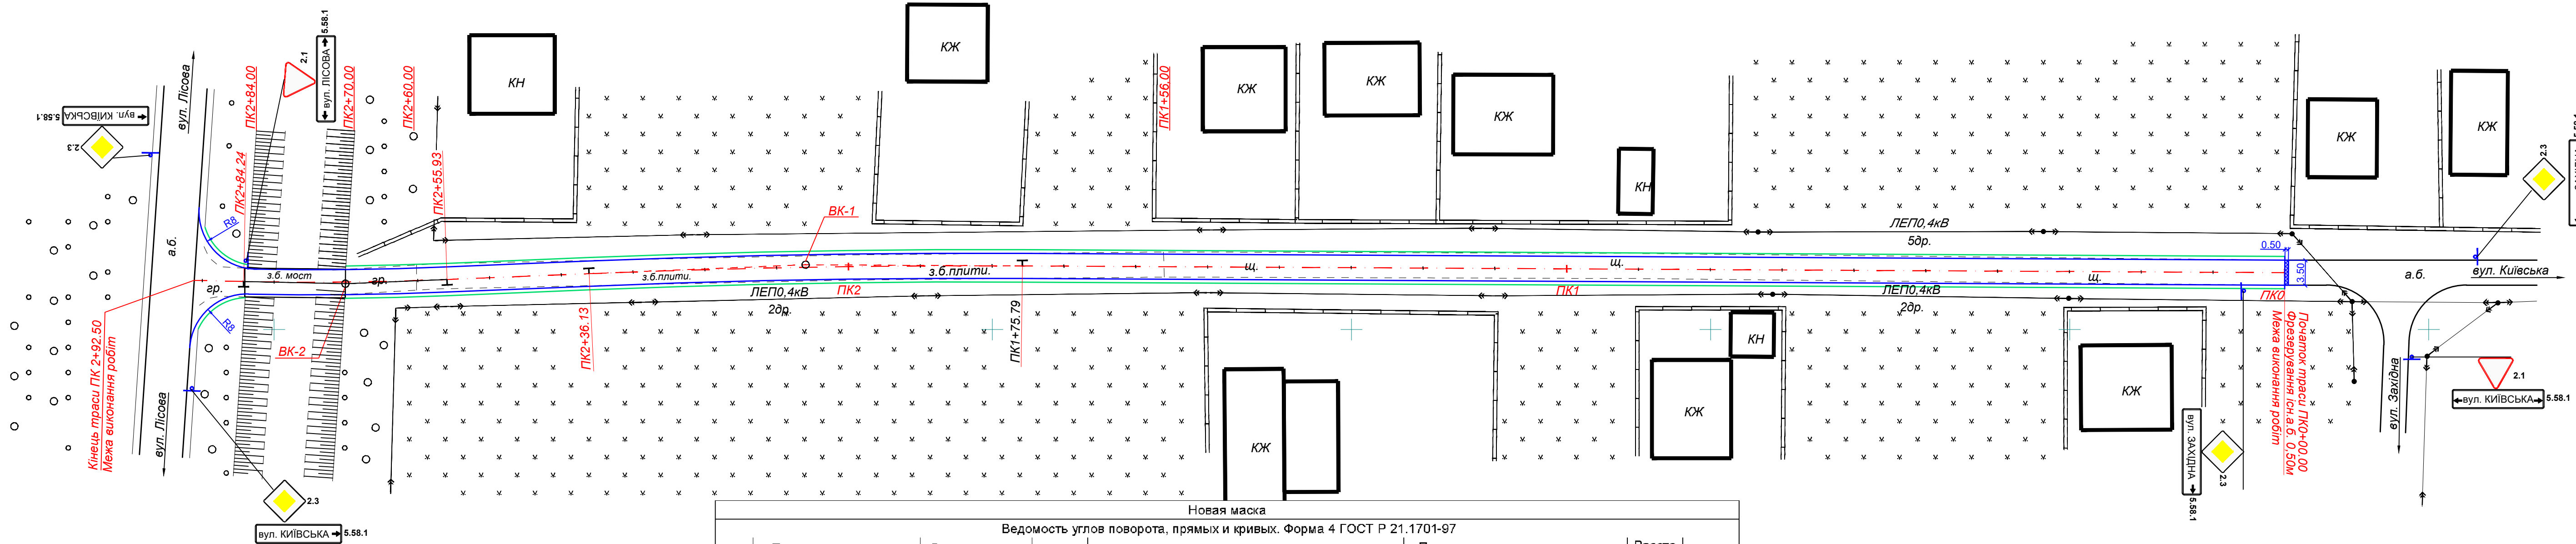 вул. КИЇВСЬКА
5.58.1
2.3
вул. Лісова
2.1
вул. ЛІСОВА
5.58.1
ПК2+84.00
ПК2+84.24
ПК2+70.00
ПК2+60.00
ПК2+55.93
КН
КЖ
ПК1+56.00
КЖ
КЖ
КЖ
КН
КЖ
КЖ
2.3
ВК-1
ЛЕП0,4кВ
5др.
0.50
3.50
R8
а.б.
з.б. мост
гр.
гр.
з.б.плити.
з.б.плити.
щ.
щ.
щ.
а.б.
вул. Київська
ЛЕП0,4кВ
2др.
ПК2
ПК1
ЛЕП0,4кВ
2др.
ПК0
R8
ВК-2
ПК2+36.13
ПК1+75.79
Кінець траси ПК 2+92.50
Межа виконання робіт
вул. Лісова
Початок траси ПК0+00.00
Фрезерування існ.а.б. 0,50м
Межа виконання робіт
КЖ
КЖ
КН
КЖ
вул. ЗАХІДНА
5.58.1
2.3
вул. Західна
2.1
вул. КИЇВСЬКА
5.58.1
2.3
вул. КИЇВСЬКА
5.58.1
Новая маска
Ведомость углов поворота, прямых и кривых. Форма 4 ГОСТ Р 21.1701-97